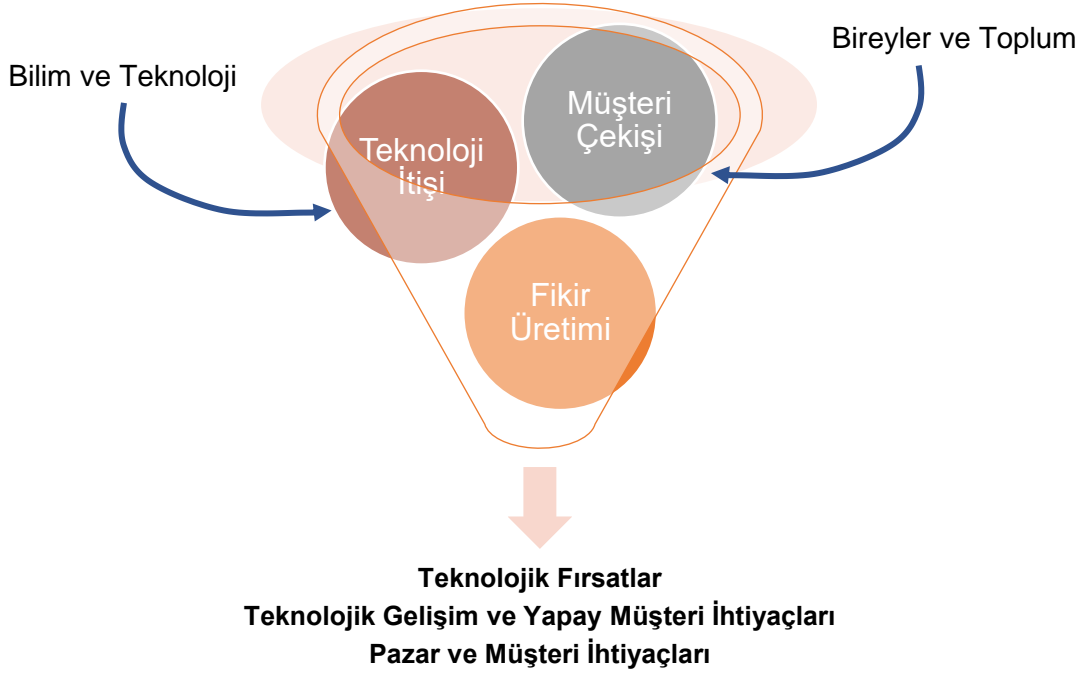 Bilim ve Teknoloji
Bireyler ve Toplum
Teknoloji
İtişi
Müşteri
Çekişi
Fikir
Üretimi
Teknolojik Fırsatlar
Teknolojik Gelişim ve Yapay Müşteri İhtiyaçları
Pazar ve Müşteri İhtiyaçları